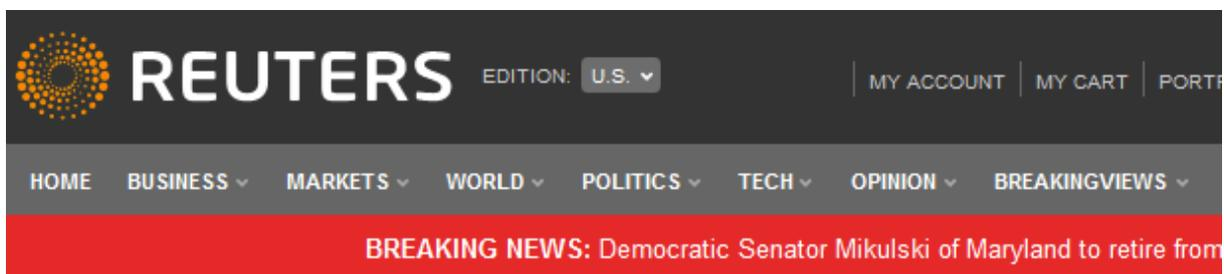 REUTERS EDITION: U.S. MY ACCOUNT MY CART
HOME BUSINESS MARKETS WORLD POLITICS TECH OPINION BREAKINGVIEWS
BREAKING NEWS: Democratic Senator Mikulski of Maryland to retire from